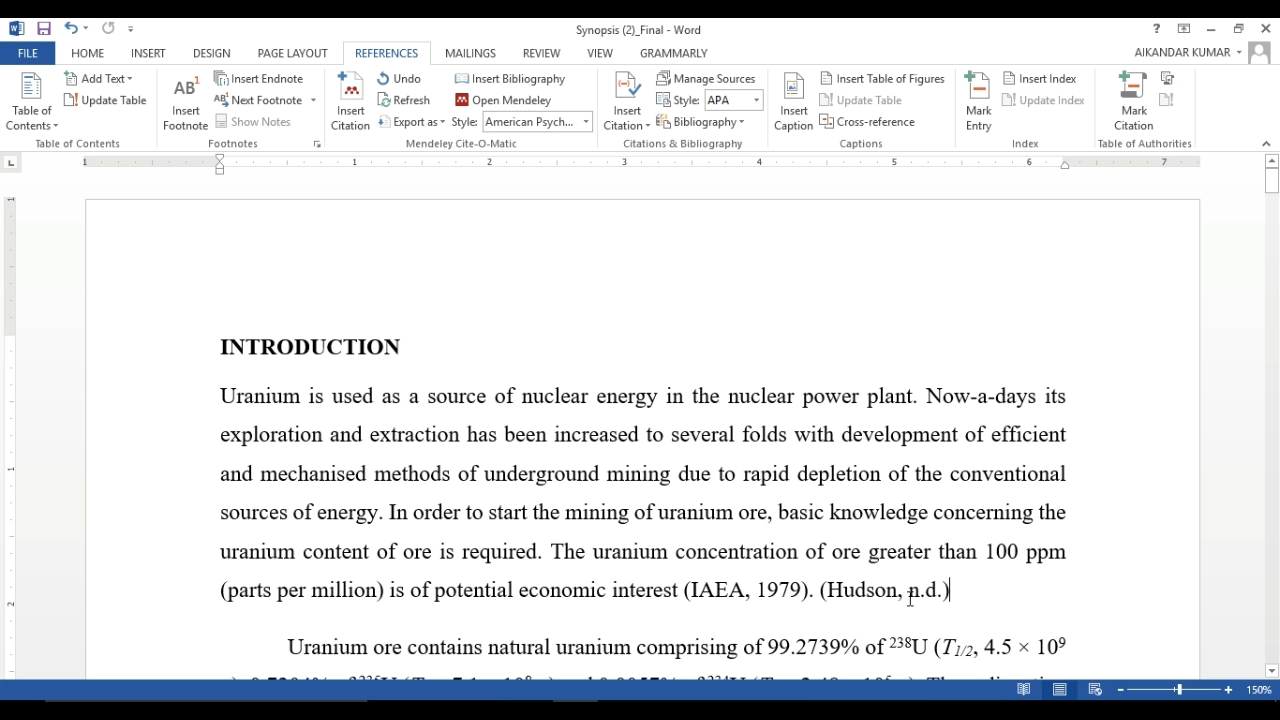 Synopsis (2)_Final - Word
?
FILE HOME INSERT DESIGN PAGE LAYOUT REFERENCES MAILINGS REVIEW VIEW GRAMMARLY AIKANDAR KUMAR
Table of Contents
Add Text
Update Table
Table of Contents
AB1 Insert Footnote
Insert Endnote
Next Footnote
Show Notes
Footnotes
Insert Citation
Undo
Refresh
Export as
Insert Bibliography
Open Mendeley
Style: American Psych...
Mendeley Cite-O-Matic
Insert Citation
Manage Sources
Style: APA
Bibliography
Citations & Bibliography
Insert Caption
Insert Table of Figures
Update Table
Cross-reference
Captions
Mark Entry
Insert Index
Update Index
Index
Mark Citation
Table of Authorities
1 1 2 3 4 5 6 7
1
1
2
INTRODUCTION
Uranium is used as a source of nuclear energy in the nuclear power plant. Now-a-days its
exploration and extraction has been increased to several folds with development of efficient
and mechanised methods of underground mining due to rapid depletion of the conventional
sources of energy. In order to start the mining of uranium ore, basic knowledge concerning the
uranium content of ore is required. The uranium concentration of ore greater than 100 ppm
(parts per million) is of potential economic interest (IAEA, 1979). (Hudson, n.d.)
Uranium ore contains natural uranium comprising of 99.2739% of ²³⁸U (T1/2, 4.5 × 10⁹
150%